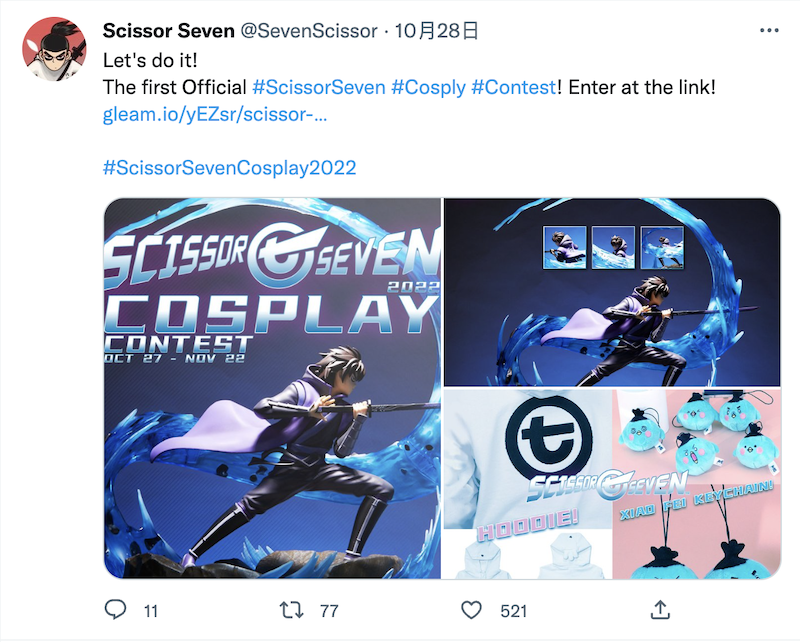 Scissor Seven @SevenScissor · 10月28日
Let's do it!
The first Official #ScissorSeven #Cosply #Contest! Enter at the link!
gleam.io/yEZsr/scissor-...
#ScissorSevenCosplay2022
SCISSOR SEVEN
2022
COSPLAY
CONTEST
OCT 27 - NOV 22
SCISSOR SEVEN
HOODIE!
XIAO FEI KEYCHAIN!
11 77 521